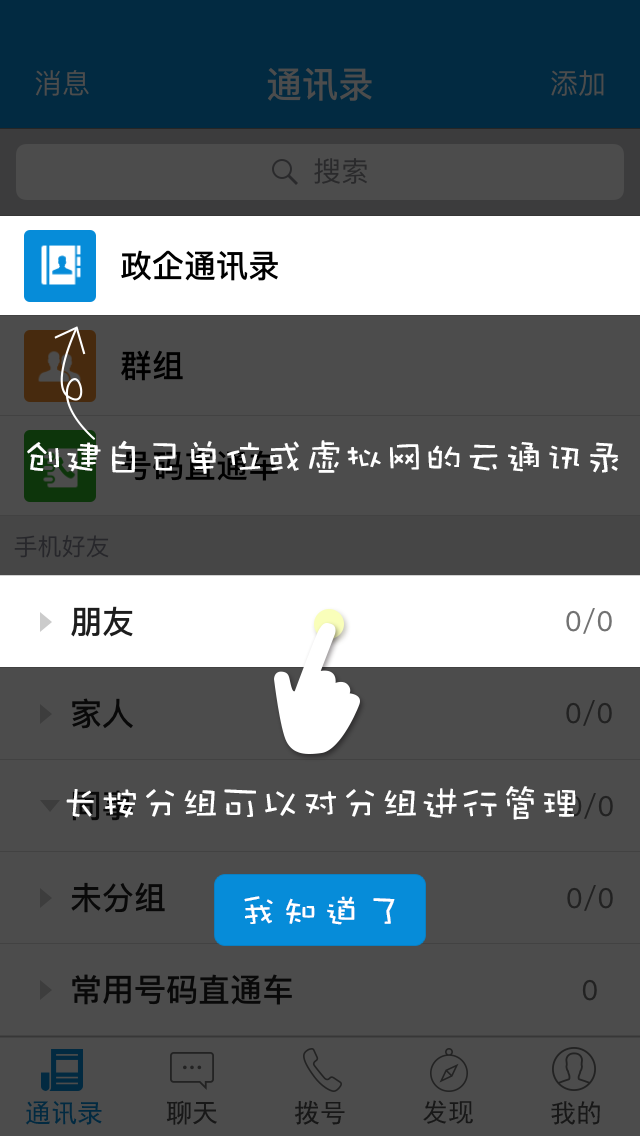 消息 通讯录 添加
搜索
政企通讯录
群组
创建自己单位或虚拟网的云通讯录
号码直通车
手机好友
朋友 0/0
家人 0/0
长按分组可以对分组进行管理
同事 0/0
未分组 0/0
我知道了
常用号码直通车 0
通讯录 聊天 拨号 发现 我的